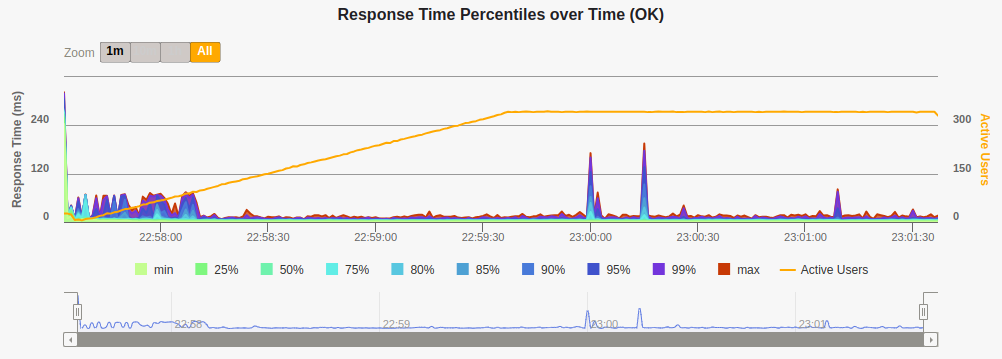 Response Time Percentiles over Time (OK)
Zoom 1m All
Response Time (ms)
240
120
0
Active Users
300
150
0
22:58:00 22:58:30 22:59:00 22:59:30 23:00:00 23:00:30 23:01:00 23:01:30
min 25% 50% 75% 80% 85% 90% 95% 99% max Active Users
22:58 22:59 23:00 23:01